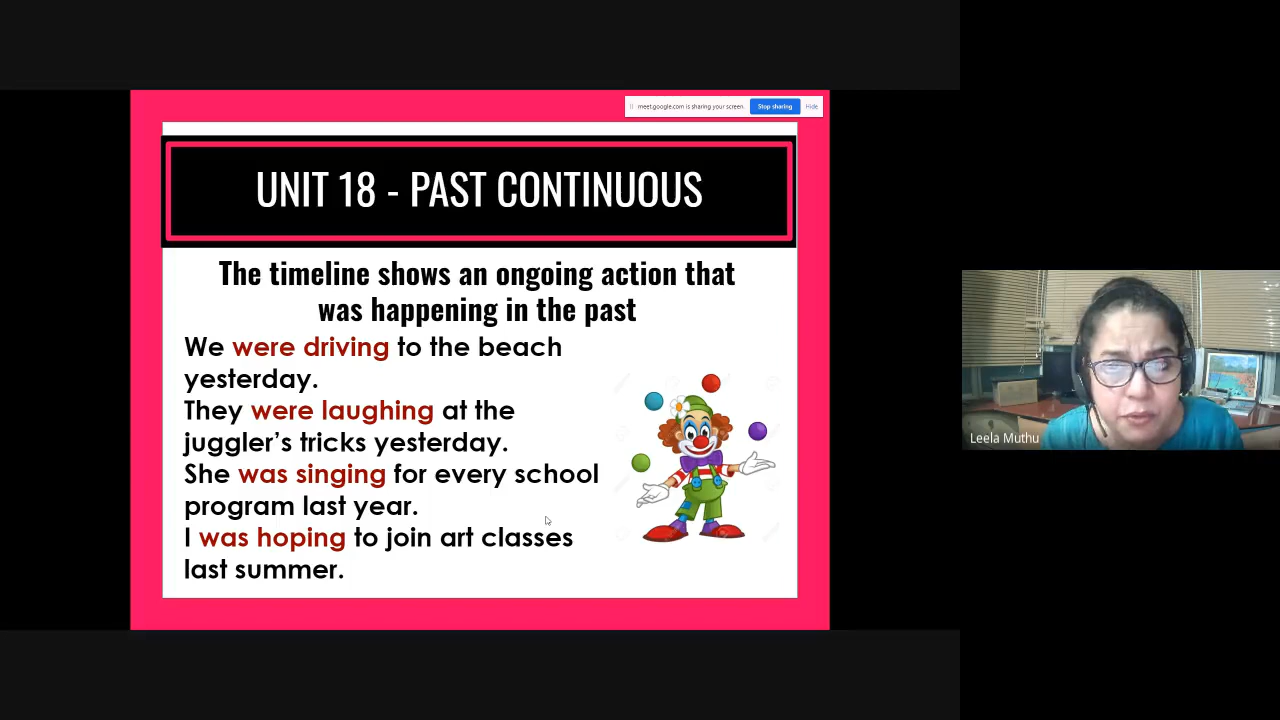 meet.google.com is sharing your screen.
Stop sharing
Hide
UNIT 18 - PAST CONTINUOUS
The timeline shows an ongoing action that
was happening in the past
We were driving to the beach
yesterday.
They were laughing at the
juggler's tricks yesterday.
She was singing for every school
program last year.
I was hoping to join art classes
last summer.
Leela Muthu